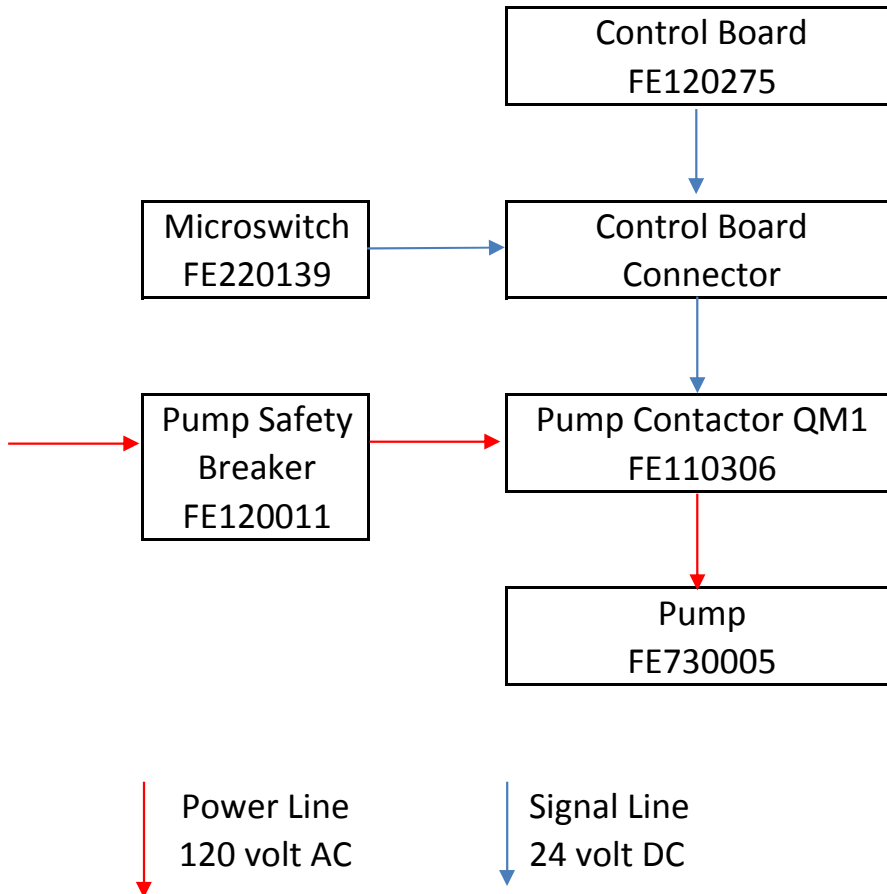 Control Board
FE120275
Microswitch
FE220139
Control Board
Connector
Pump Safety
Breaker
FE120011
Pump Contactor QM1
FE110306
Pump
FE730005
Power Line
120 volt AC
Signal Line
24 volt DC